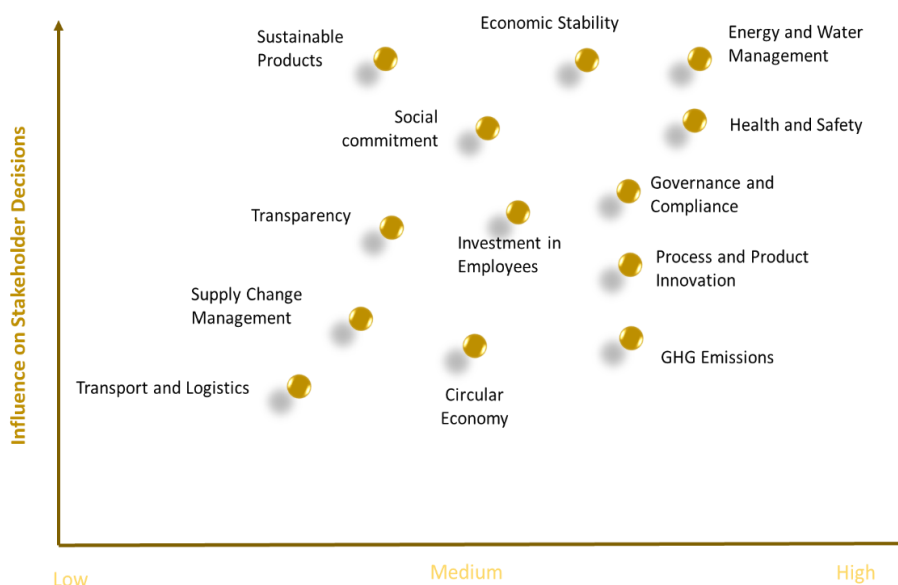 Economic Stability
Sustainable
Products
Energy and Water
Management
Social
commitment
Health and Safety
Governance and
Compliance
Transparency
Investment in
Employees
Process and Product
Innovation
Supply Change
Management
GHG Emissions
Transport and Logistics
Circular
Economy
Influence on Stakeholder Decisions
Low
Medium
High